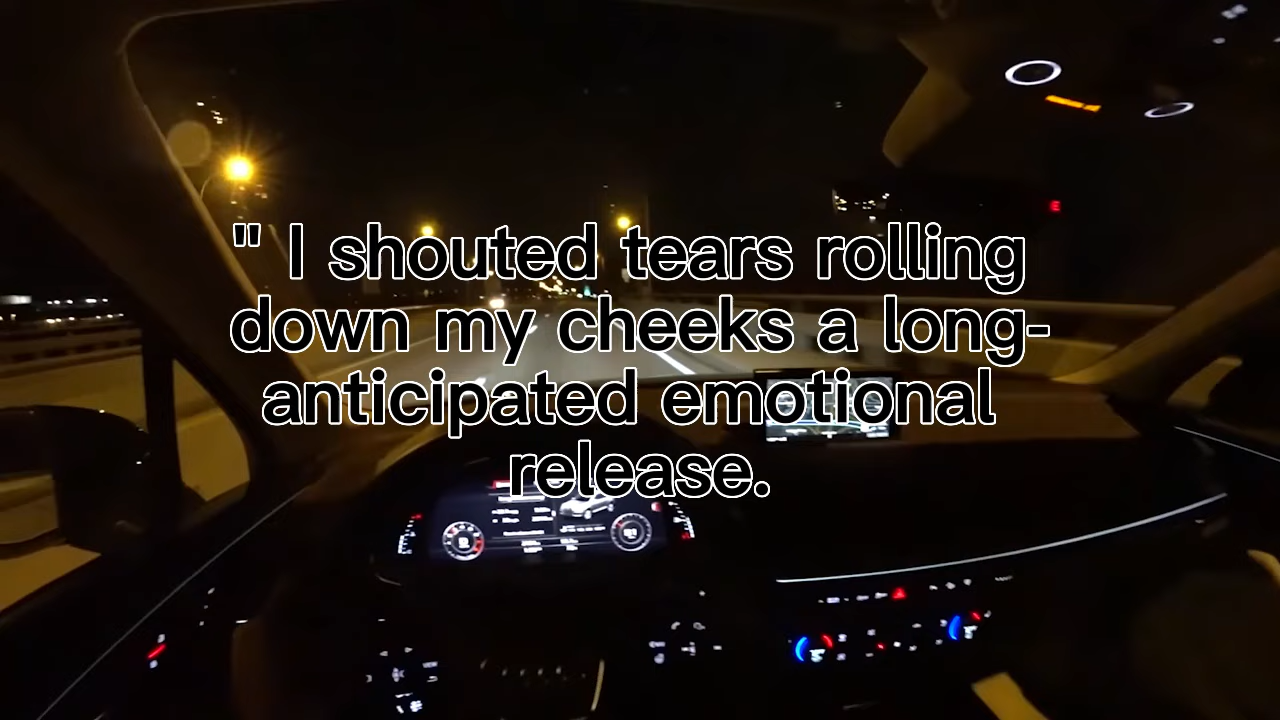 " I shouted tears rolling
down my cheeks a long-
anticipated emotional
release.